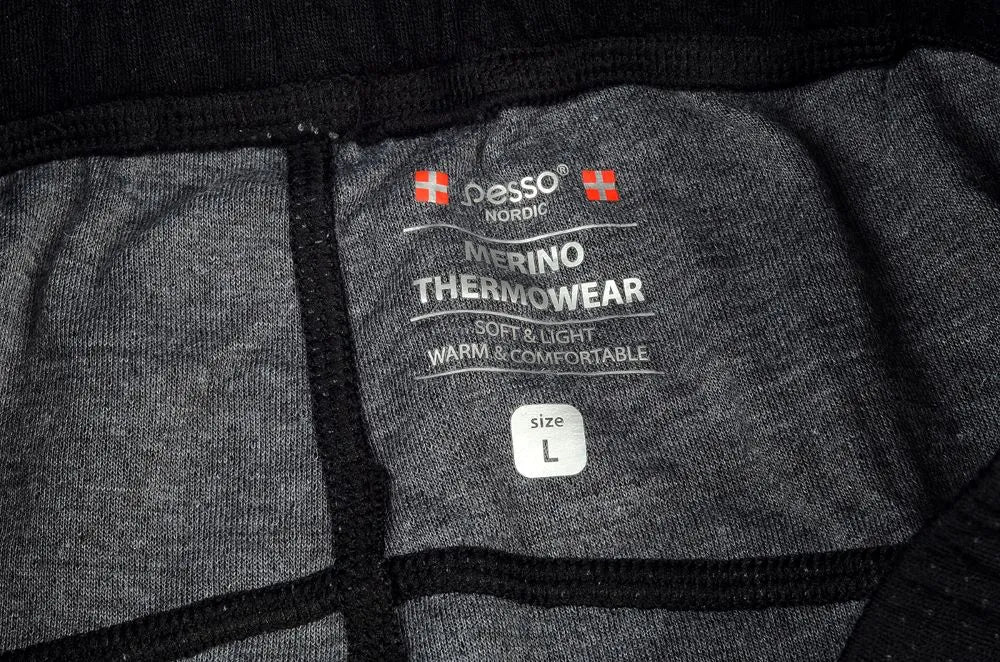 pesso®
NORDIC
MERINO
THERMOWEAR
SOFT & LIGHT
WARM & COMFORTABLE
size
L